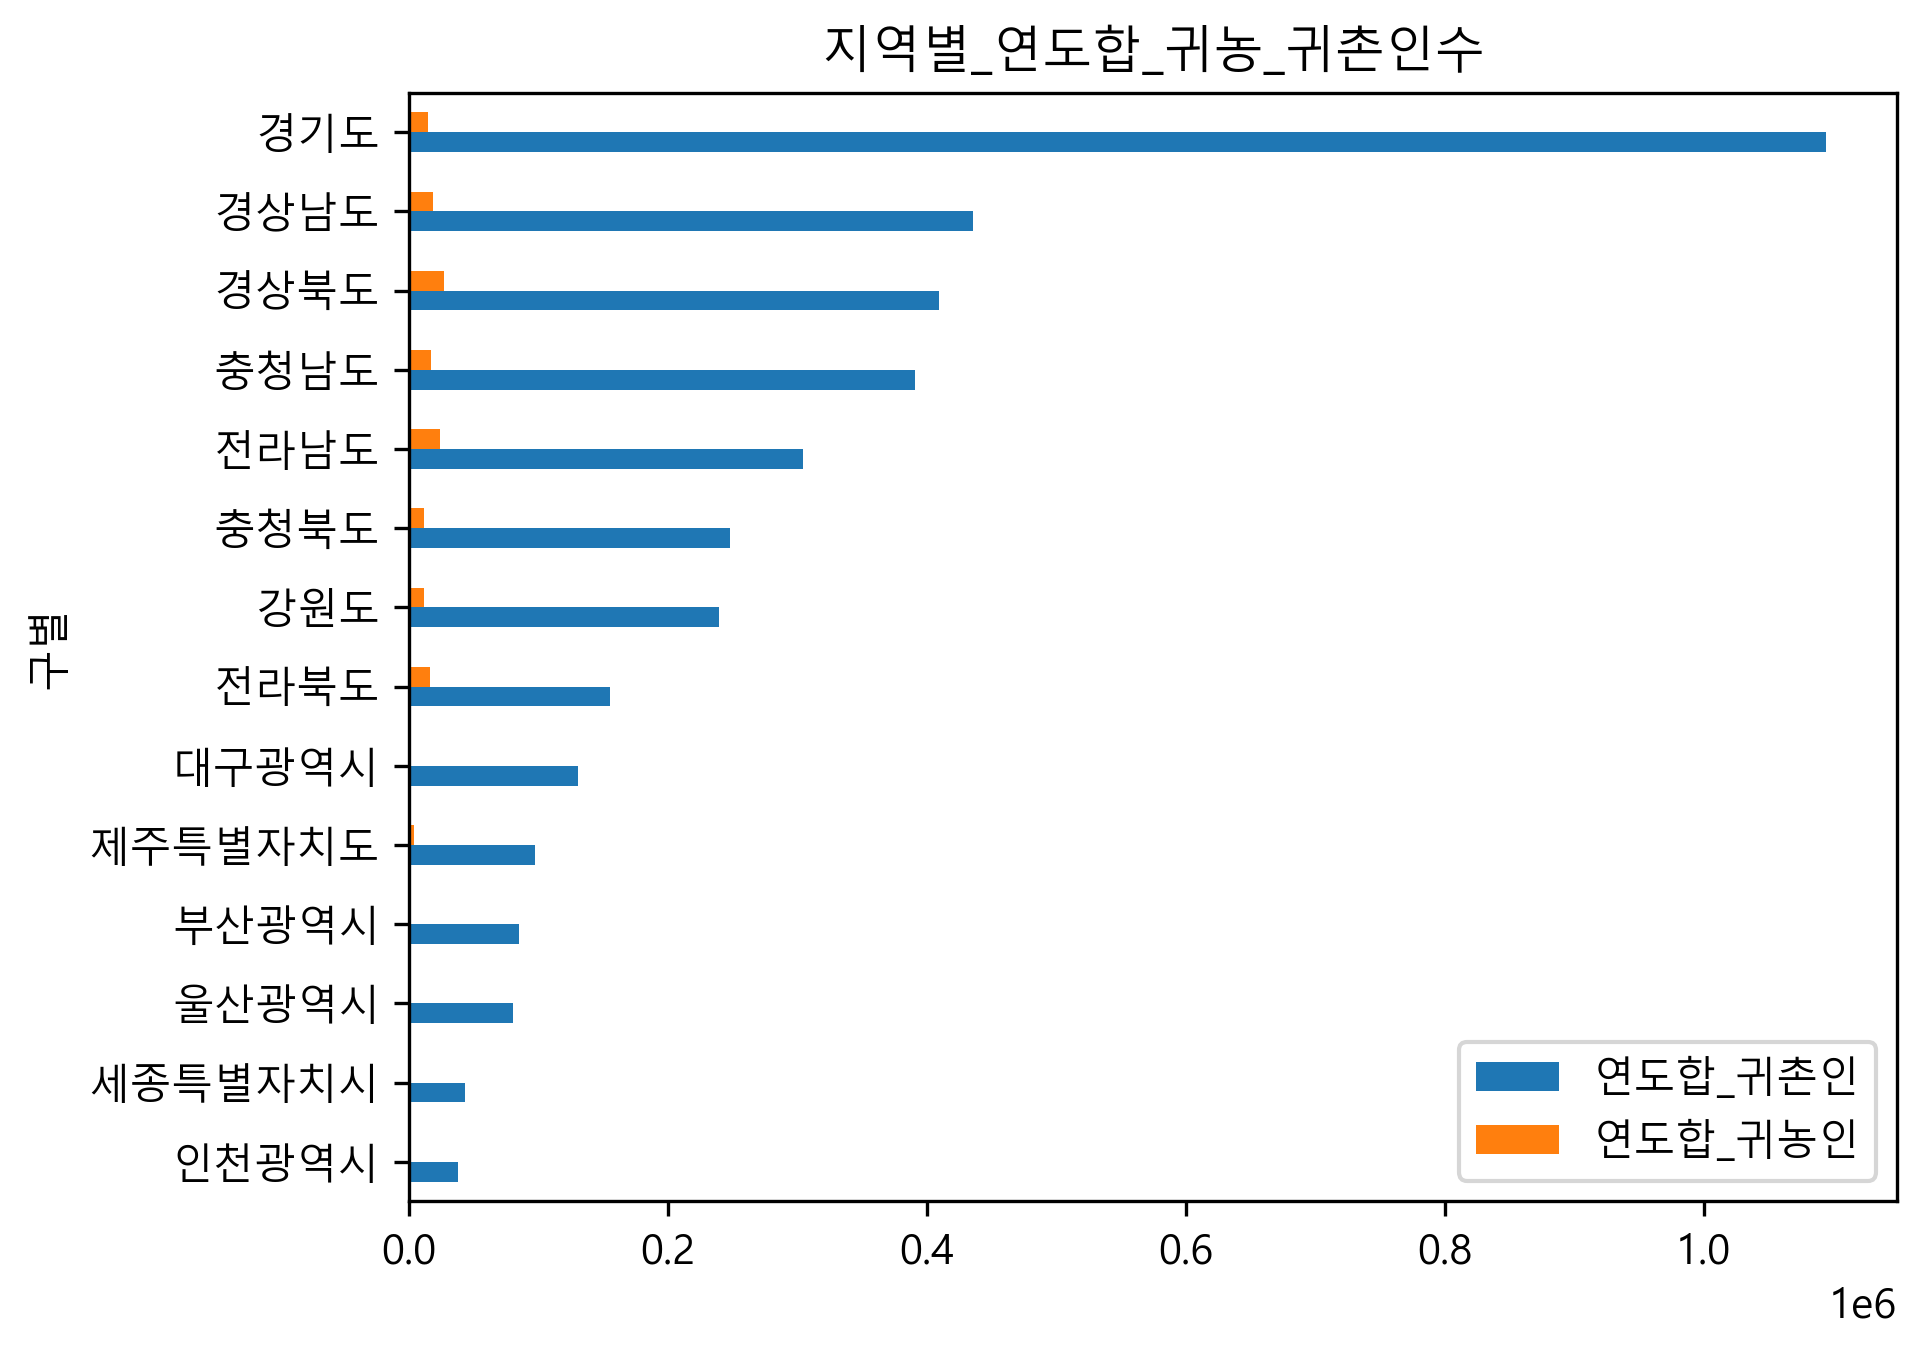 지역별_연도합_귀농_귀촌인수
구별
경기도
경상남도
경상북도
충청남도
전라남도
충청북도
강원도
전라북도
대구광역시
제주특별자치도
부산광역시
울산광역시
세종특별자치시
인천광역시
연도합_귀촌인
연도합_귀농인
0.0 0.2 0.4 0.6 0.8 1.0
1e6